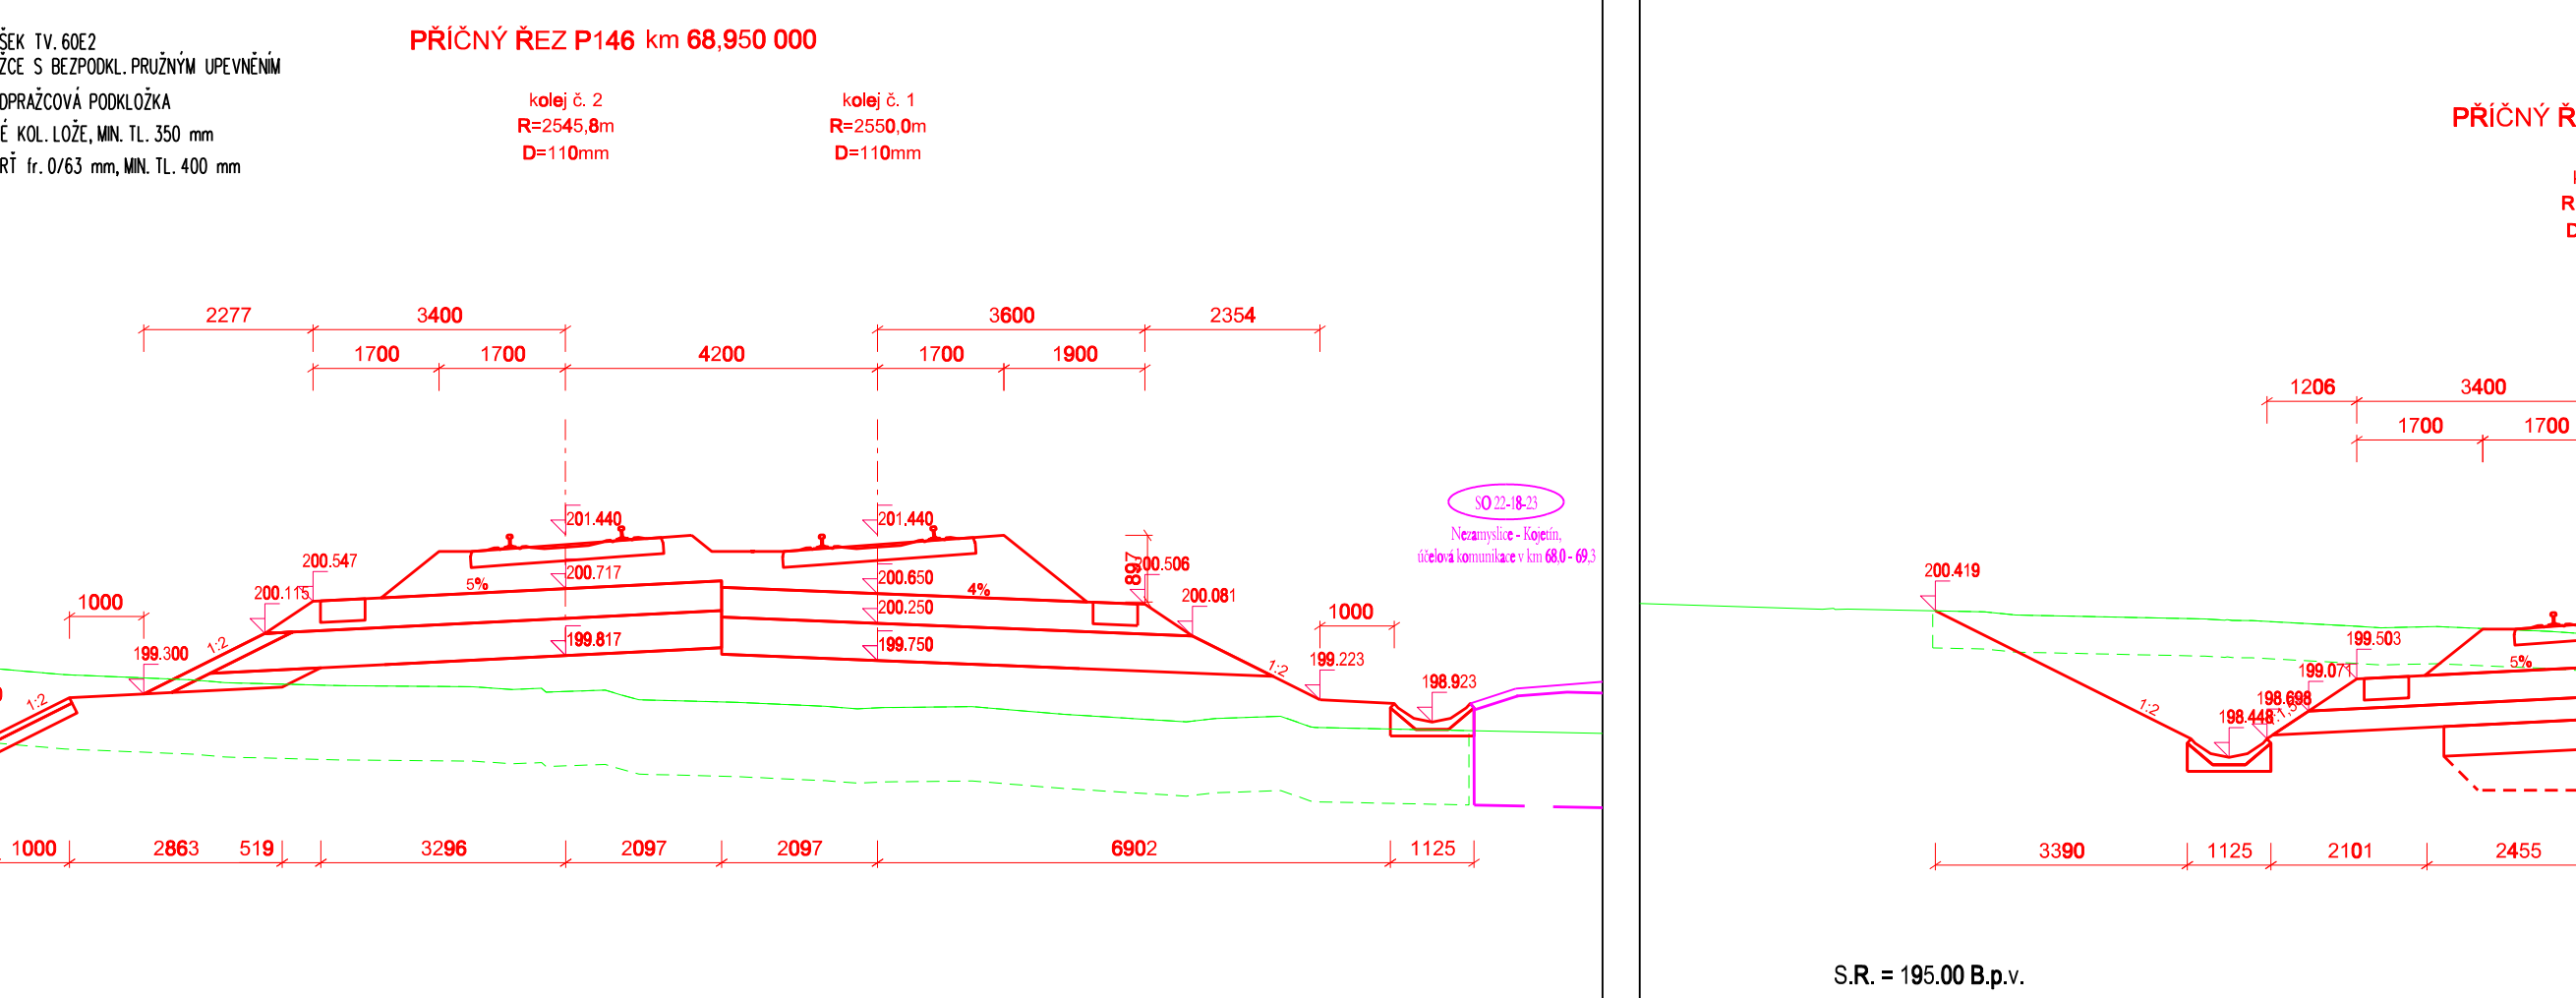 ŠEK TV. 60E2
ŽCE S BEZPODKL. PRUŽNÝM UPEVNĚNÍM
DPRAŽCOVÁ PODKLOŽKA
É KOL. LOŽE, MIN. TL. 350 mm
RŤ fr. 0/63 mm, MIN. TL. 400 mm
PŘÍČNÝ ŘEZ P146 km 68,950 000
kolej č. 2
R=2545,8m
D=110mm
kolej č. 1
R=2550,0m
D=110mm
2277 3400 3600 2354
1700 1700 4200 1700 1900
201.440 201.440
200.547 200.717 200.650 897 200.506
5% 4%
200.115 200.250 200.081
1000 1000
1:2 199.300 199.817 199.750 1:2 199.223
1:2 198.923
SO 22-18-23
Nezamyslice - Kojetín,
účelová komunikace v km 68,0 - 69,3
1000 2863 519 3296 2097 2097 6902 1125
PŘÍČNÝ Ř
R
D
1206 3400
1700 1700
200.419
199.503
5%
199.071
1:2 198.698
198.448
3390 1125 2101 2455
S.R. = 195.00 B.p.v.